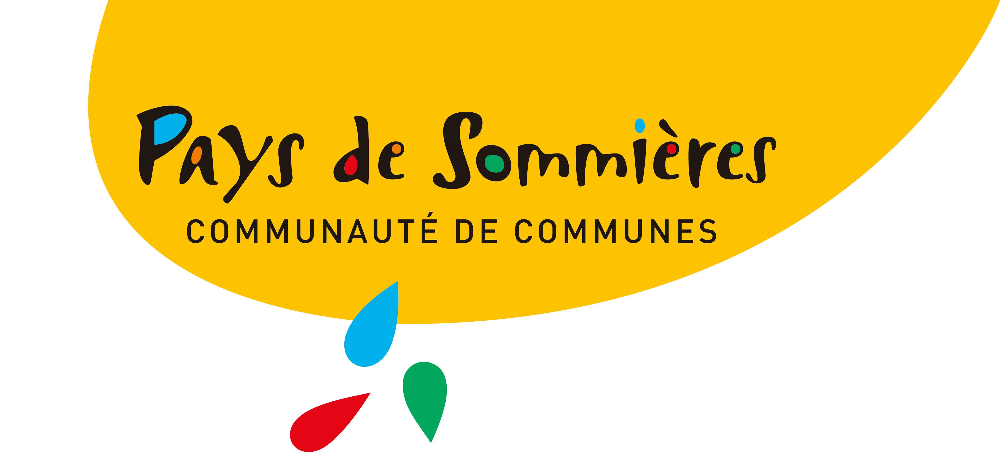 Pays de Sommières
COMMUNAUTÉ DE COMMUNES